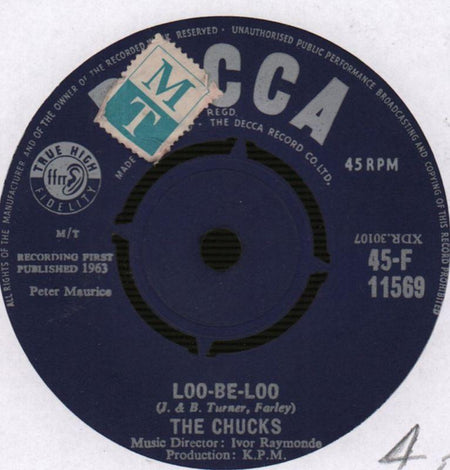 ALL RIGHTS OF THE MANUFACTURER AND OF THE OWNER OF THE RECORDED WORK RESERVED - UNAUTHORISED PUBLIC PERFORMANCE BROADCASTING AND COPYING OF THIS RECORD PROHIBITED
CCA
MT
REGD.
MADE
THE DECCA RECORD CO. LTD.
TRUE HIGH
ffrr
FIDELITY
45 RPM
M/T
RECORDING FIRST
PUBLISHED 1963
Peter Maurice
XDR.30107
45-F
11569
LOO-BE-LOO
(J. & B. Turner, Farley)
THE CHUCKS
Music Director: Ivor Raymonde
Production: K.P.M.
4